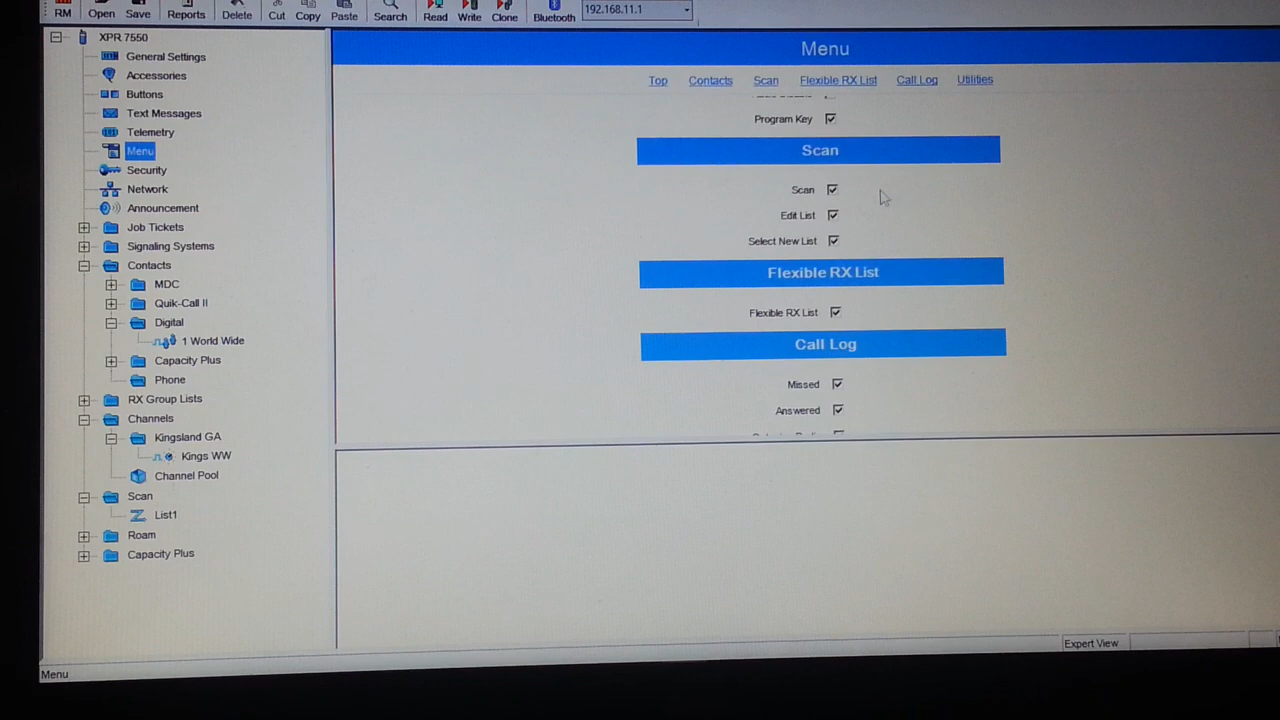 RM Open Save Reports Delete Cut Copy Paste Search Read Write Clone Bluetooth 192.168.11.1
XPR 7550
General Settings
Accessories
Buttons
Text Messages
Telemetry
Menu
Security
Network
Announcement
Job Tickets
Signaling Systems
Contacts
MDC
Quik-Call II
Digital
1 World Wide
Capacity Plus
Phone
RX Group Lists
Channels
Kingsland GA
Kings WW
Channel Pool
Scan
List1
Roam
Capacity Plus
Menu
Top Contacts Scan Flexible RX List Call Log Utilities
Program Key
Scan
Scan
Edit List
Select New List
Flexible RX List
Flexible RX List
Call Log
Missed
Answered
Expert View
Menu